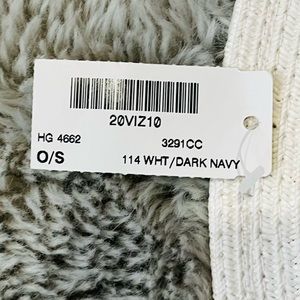 20VIZ10
HG 4662 3291CC
O/S 114 WHT/DARK NAVY